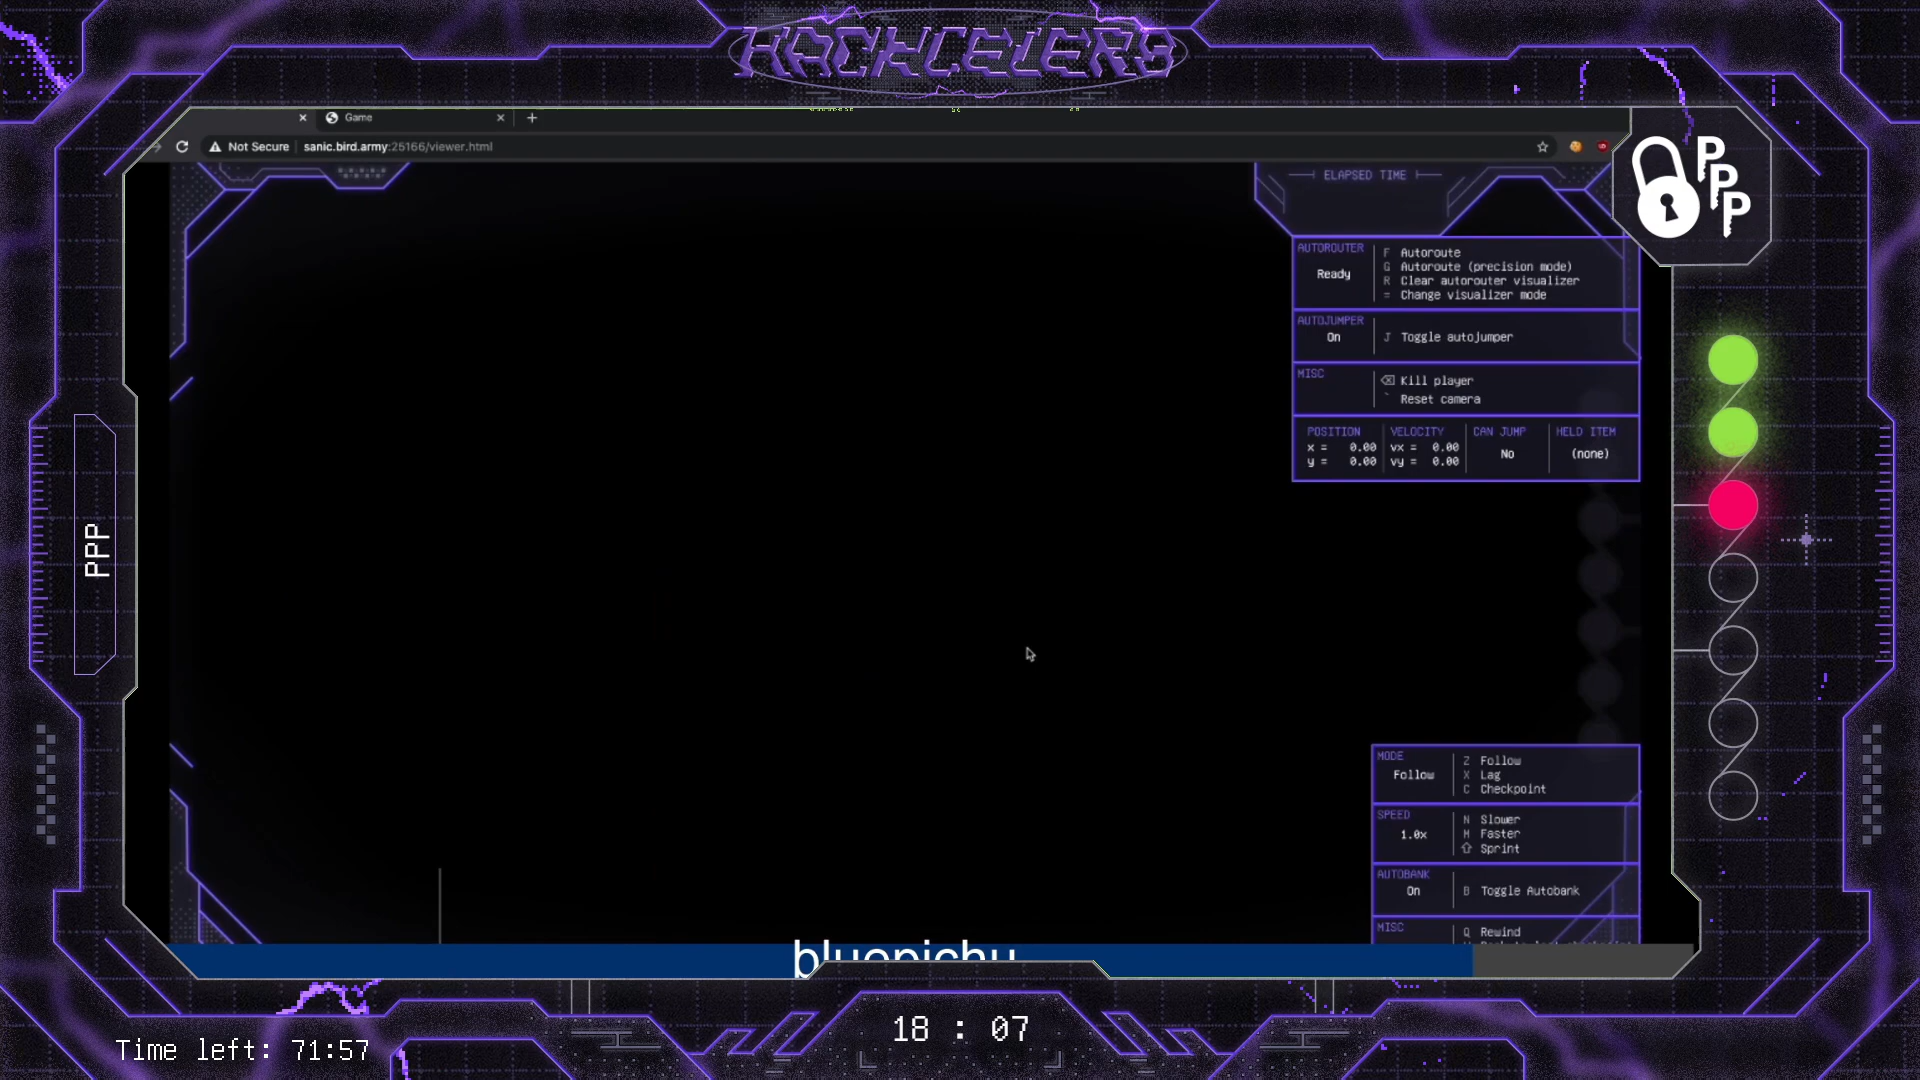 HACKCELER8
Game
Not Secure
sanic.bird.army:25166/viewer.html
PPP
ELAPSED TIME
AUTOROUTER
Ready
F Autoroute
G Autoroute (precision mode)
R Clear autorouter visualizer
= Change visualizer mode
AUTOJUMPER
On
J Toggle autojumper
MISC
⌫ Kill player
` Reset camera
POSITION
x = 0.00
y = 0.00
VELOCITY
vx = 0.00
vy = 0.00
CAN JUMP
No
HELD ITEM
(none)
PPP
MODE
Follow
Z Follow
X Lag
C Checkpoint
SPEED
1.0x
N Slower
M Faster
⇧ Sprint
AUTOBANK
On
B Toggle Autobank
MISC
Q Rewind
bluepichu
18 : 07
Time left: 71:57